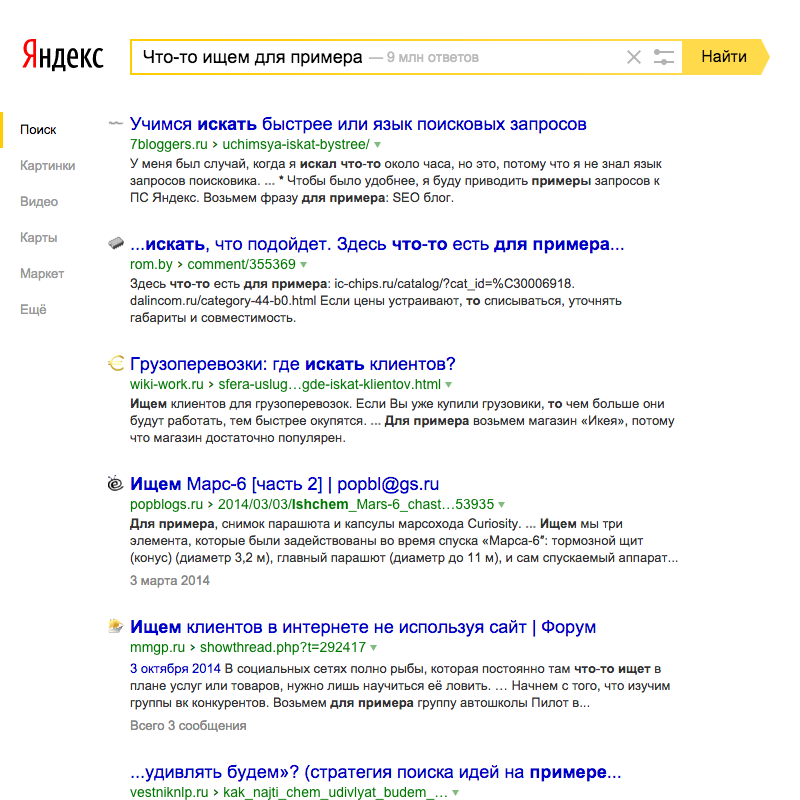 Яндекс
Что-то ищем для примера — 9 млн ответов
Найти
Поиск
Картинки
Видео
Карты
Маркет
Ещё
Учимся искать быстрее или язык поисковых запросов
7bloggers.ru › uchimsya-iskat-bystree/
У меня был случай, когда я искал что-то около часа, но это, потому что я не знал язык
запросов поисковика. ... * Чтобы было удобнее, я буду приводить примеры запросов к
ПС Яндекс. Возьмем фразу для примера: SEO блог.
...искать, что подойдет. Здесь что-то есть для примера...
rom.by › comment/355369
Здесь что-то есть для примера: ic-chips.ru/catalog/?cat_id=%C30006918.
dalincom.ru/category-44-b0.html Если цены устраивают, то списываться, уточнять
габариты и совместимость.
Грузоперевозки: где искать клиентов?
wiki-work.ru › sfera-uslug…gde-iskat-klientov.html
Ищем клиентов для грузоперевозок. Если Вы уже купили грузовики, то чем больше они
будут работать, тем быстрее окупятся. ... Для примера возьмем магазин «Икея», потому
что магазин достаточно популярен.
Ищем Марс-6 [часть 2] | popbl@gs.ru
popblogs.ru › 2014/03/03/Ishchem_Mars-6_chast…53935
Для примера, снимок парашюта и капсулы марсохода Curiosity. ... Ищем мы три
элемента, которые были задействованы во время спуска «Марса-6″: тормозной щит
(конус) (диаметр 3,2 м), главный парашют (диаметр до 11 м), и сам спускаемый аппарат...
3 марта 2014
Ищем клиентов в интернете не используя сайт | Форум
mmgp.ru › showthread.php?t=292417
3 октября 2014 В социальных сетях полно рыбы, которая постоянно там что-то ищет в
плане услуг или товаров, нужно лишь научиться её ловить. … Начнем с того, что изучим
группы вк конкурентов. Возьмем для примера группу автошколы Пилот в...
Всего 3 сообщения
...удивлять будем»? (стратегия поиска идей на примере...
vestniknlp.ru › kak_najti_chem_udivlyat_budem_…